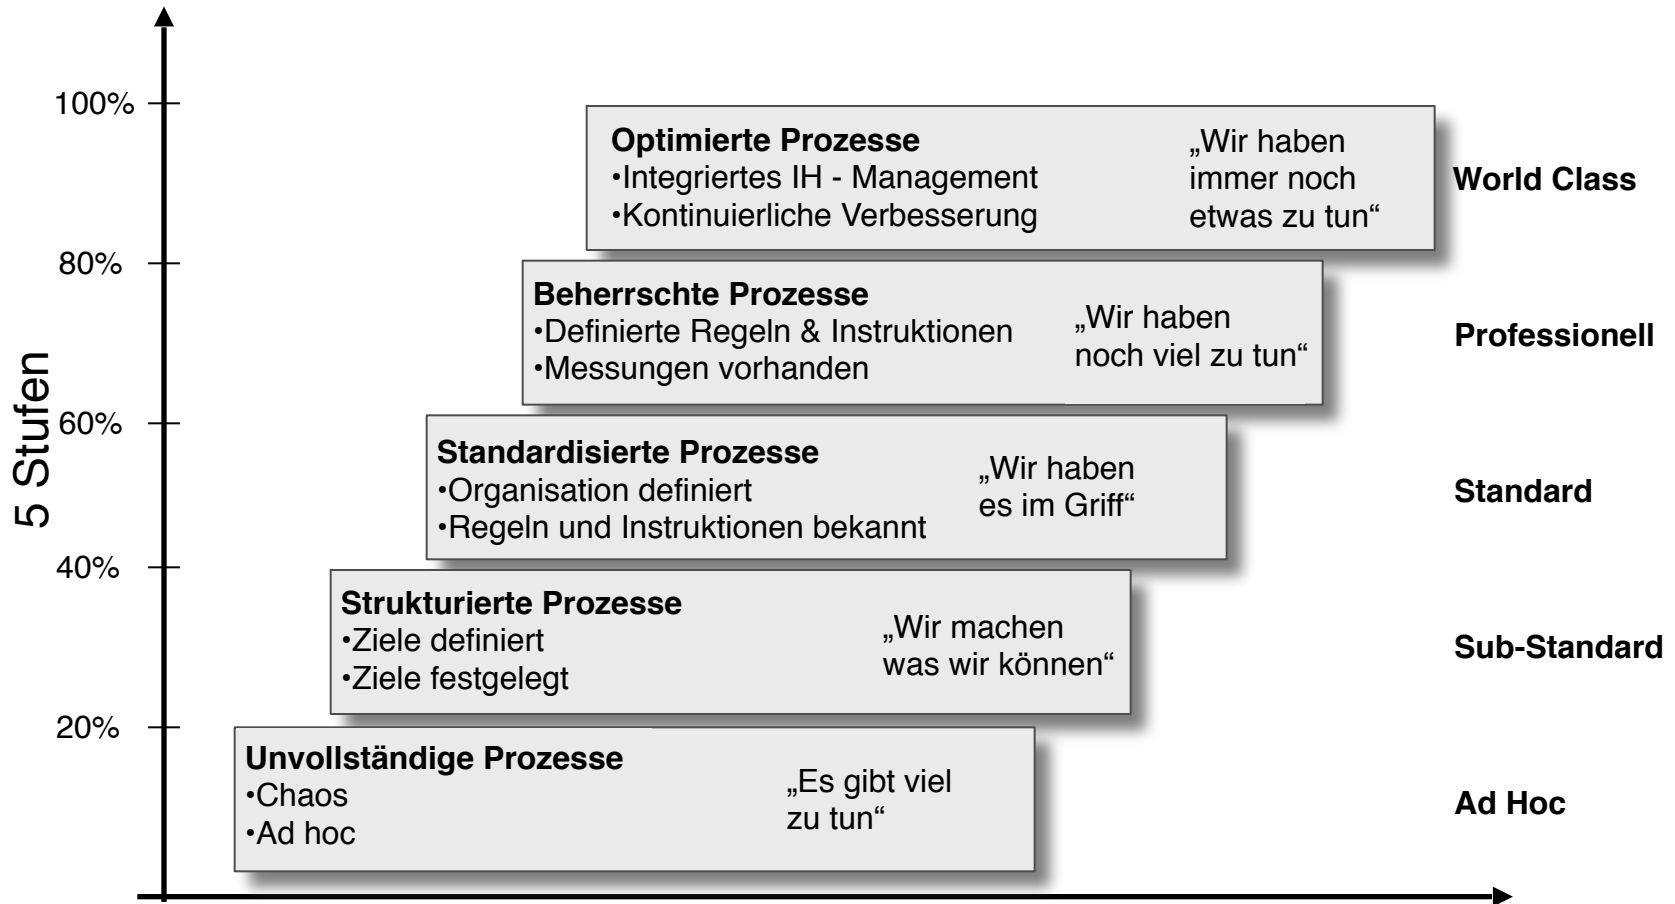 5 Stufen
100%
Optimierte Prozesse
•Integriertes IH - Management
•Kontinuierliche Verbesserung
„Wir haben
immer noch
etwas zu tun“
World Class
80%
Beherrschte Prozesse
•Definierte Regeln & Instruktionen
•Messungen vorhanden
„Wir haben
noch viel zu tun“
Professionell
60%
Standardisierte Prozesse
•Organisation definiert
•Regeln und Instruktionen bekannt
„Wir haben
es im Griff“
Standard
40%
Strukturierte Prozesse
•Ziele definiert
•Ziele festgelegt
„Wir machen
was wir können“
Sub-Standard
20%
Unvollständige Prozesse
•Chaos
•Ad hoc
„Es gibt viel
zu tun“
Ad Hoc